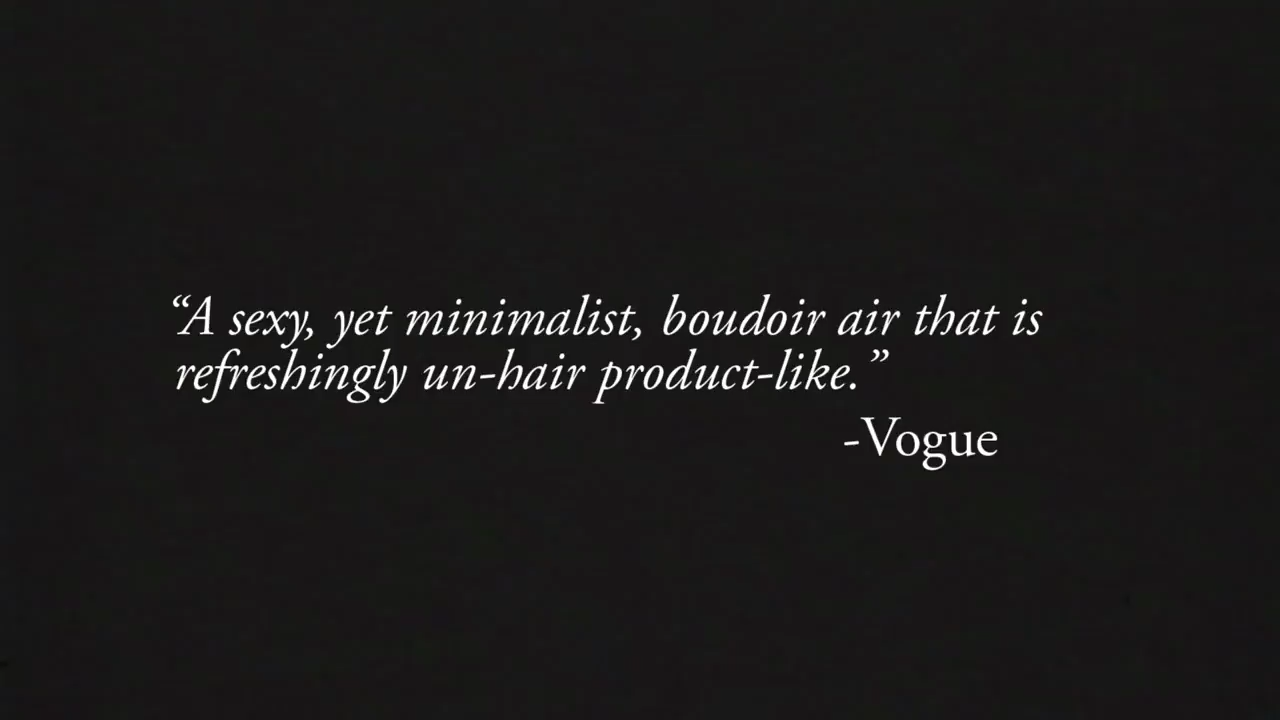 “A sexy, yet minimalist, boudoir air that is
refreshingly un-hair product-like.”
-Vogue